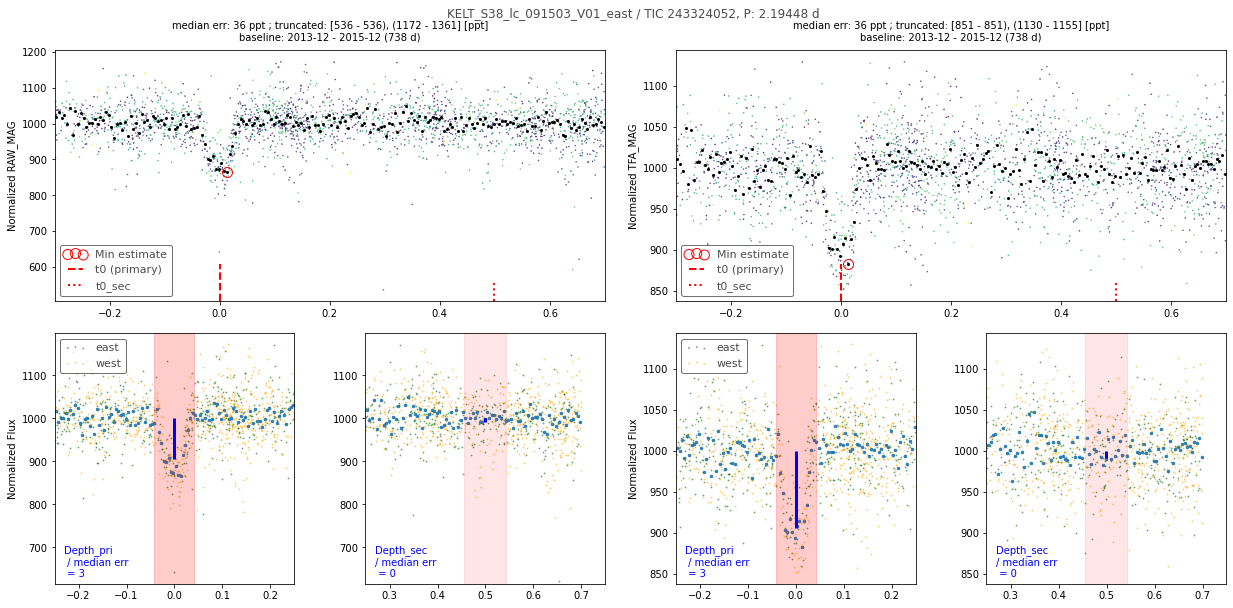 KELT_S38_lc_091503_V01_east / TIC 243324052, P: 2.19448 d
median err: 36 ppt ; truncated: [536 - 536), (1172 - 1361] [ppt]
baseline: 2013-12 - 2015-12 (738 d)
median err: 36 ppt ; truncated: [851 - 851), (1130 - 1155] [ppt]
baseline: 2013-12 - 2015-12 (738 d)
Normalized RAW_MAG
1200
1100
1000
900
800
700
600
Min estimate
t0 (primary)
t0_sec
−0.2
0.0
0.2
0.4
0.6
Normalized TFA_MAG
1100
1050
1000
950
900
850
Min estimate
t0 (primary)
t0_sec
−0.2
0.0
0.2
0.4
0.6
Normalized Flux
1100
1000
900
800
700
east
west
Depth_pri
/ median err
= 3
−0.2
−0.1
0.0
0.1
0.2
1100
1000
900
800
700
Depth_sec
/ median err
= 0
0.3
0.4
0.5
0.6
0.7
Normalized Flux
1100
1050
1000
950
900
850
east
west
Depth_pri
/ median err
= 3
−0.2
−0.1
0.0
0.1
0.2
1100
1050
1000
950
900
850
Depth_sec
/ median err
= 0
0.3
0.4
0.5
0.6
0.7